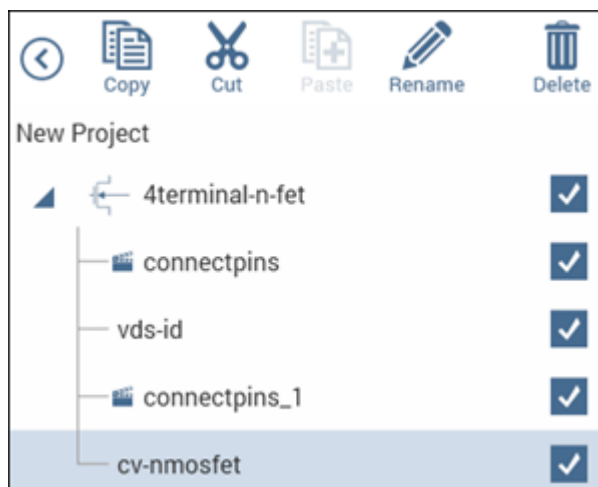 Copy Cut Paste Rename Delete
New Project
4terminal-n-fet
connectpins
vds-id
connectpins_1
cv-nmosfet